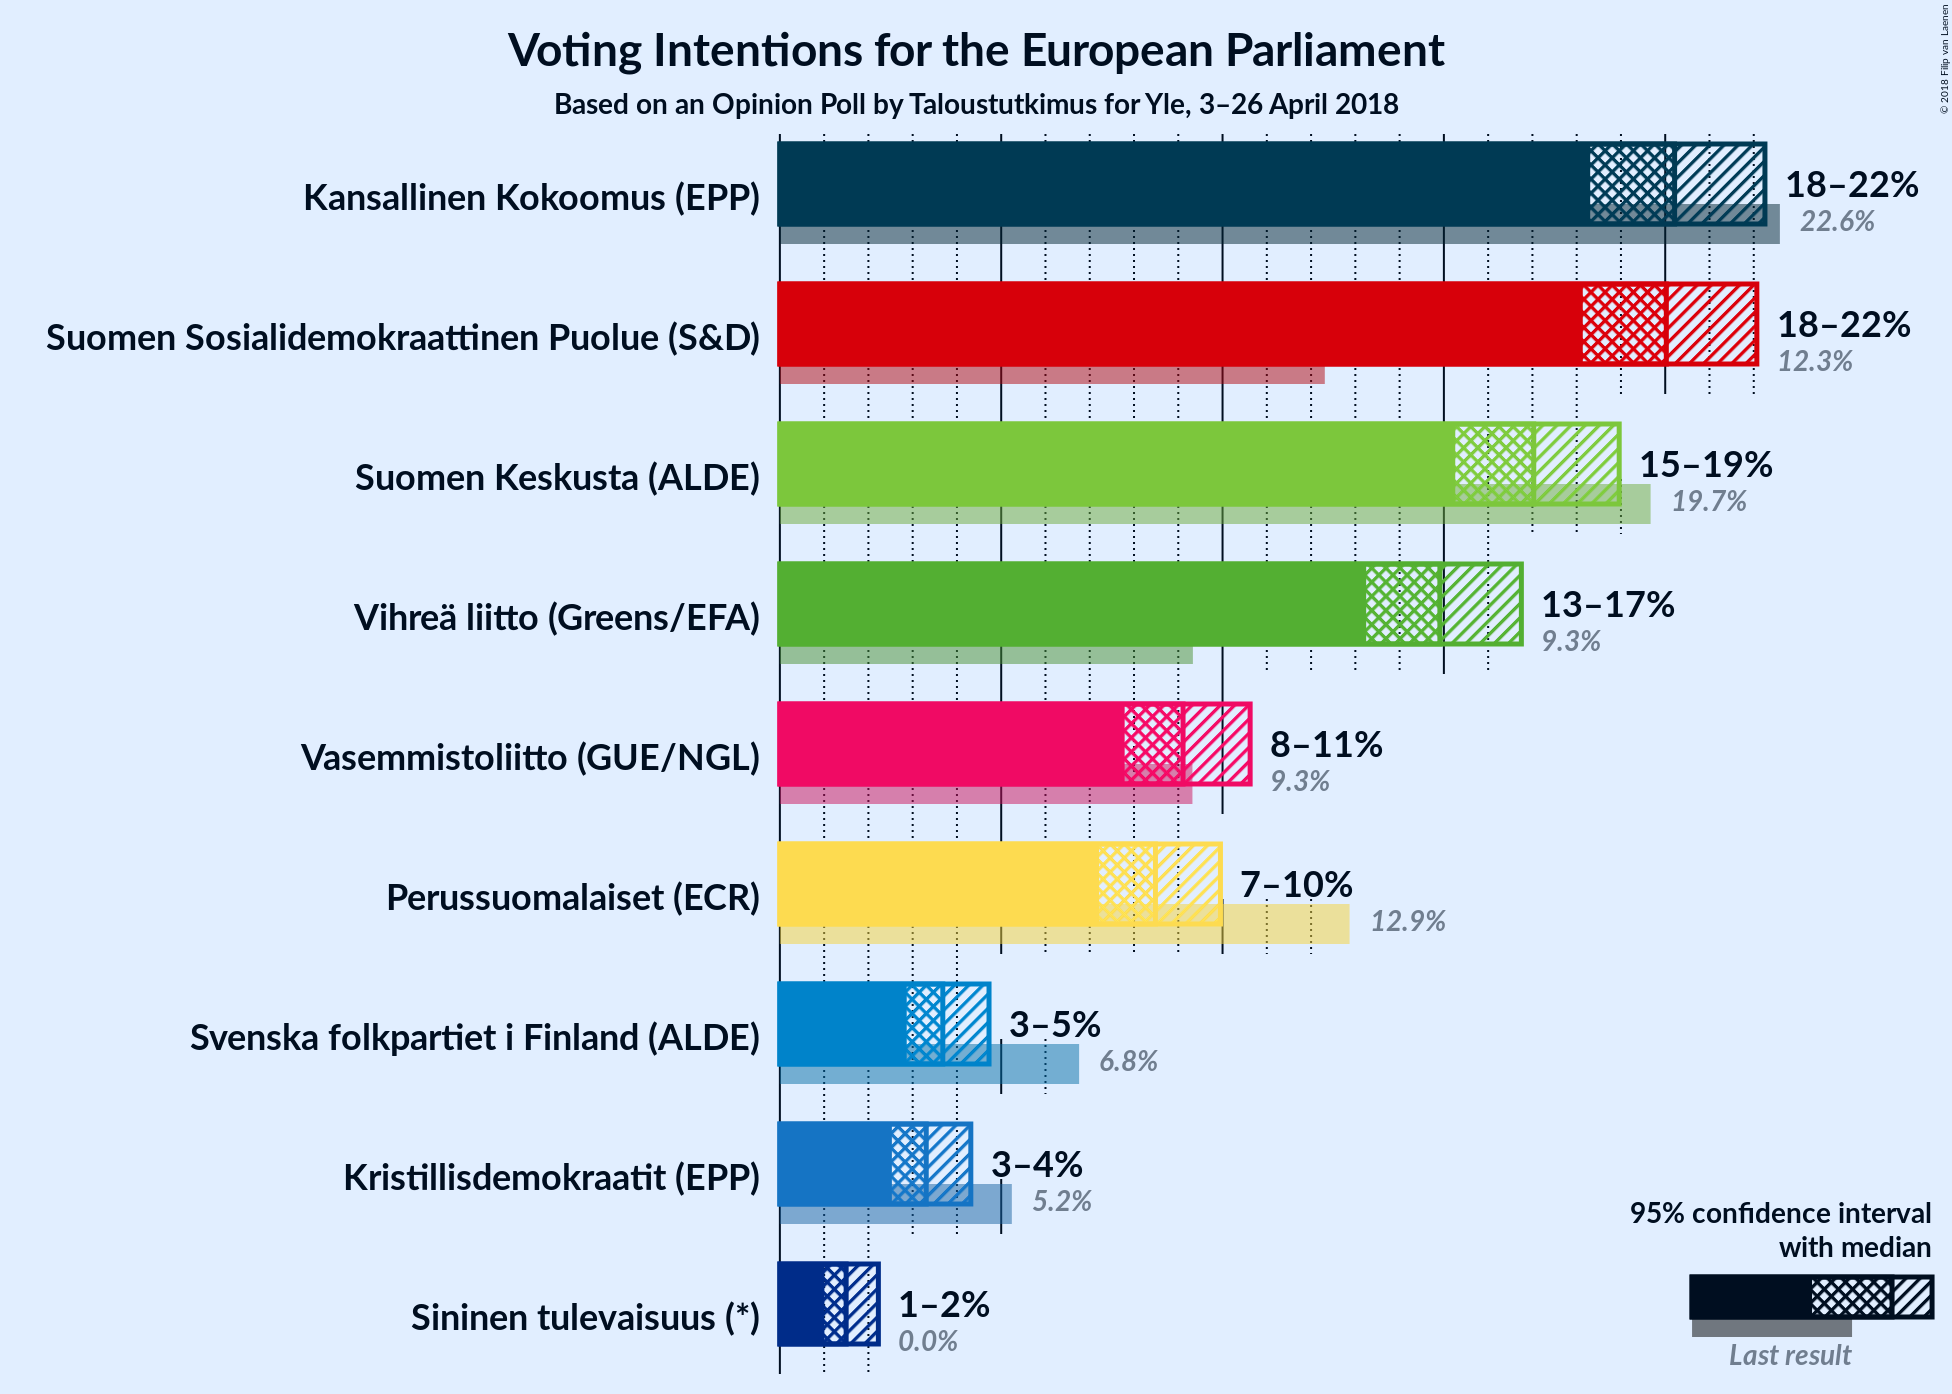 Voting Intentions for the European Parliament
Based on an Opinion Poll by Taloustutkimus for Yle, 3–26 April 2018
© 2018 Filip van Laenen
Kansallinen Kokoomus (EPP)
18–22%
22.6%
Suomen Sosialidemokraattinen Puolue (S&D)
18–22%
12.3%
Suomen Keskusta (ALDE)
15–19%
19.7%
Vihreä liitto (Greens/EFA)
13–17%
9.3%
Vasemmistoliitto (GUE/NGL)
8–11%
9.3%
Perussuomalaiset (ECR)
7–10%
12.9%
Svenska folkpartiet i Finland (ALDE)
3–5%
6.8%
Kristillisdemokraatit (EPP)
3–4%
5.2%
Sininen tulevaisuus (*)
1–2%
0.0%
95% confidence interval
with median
Last result